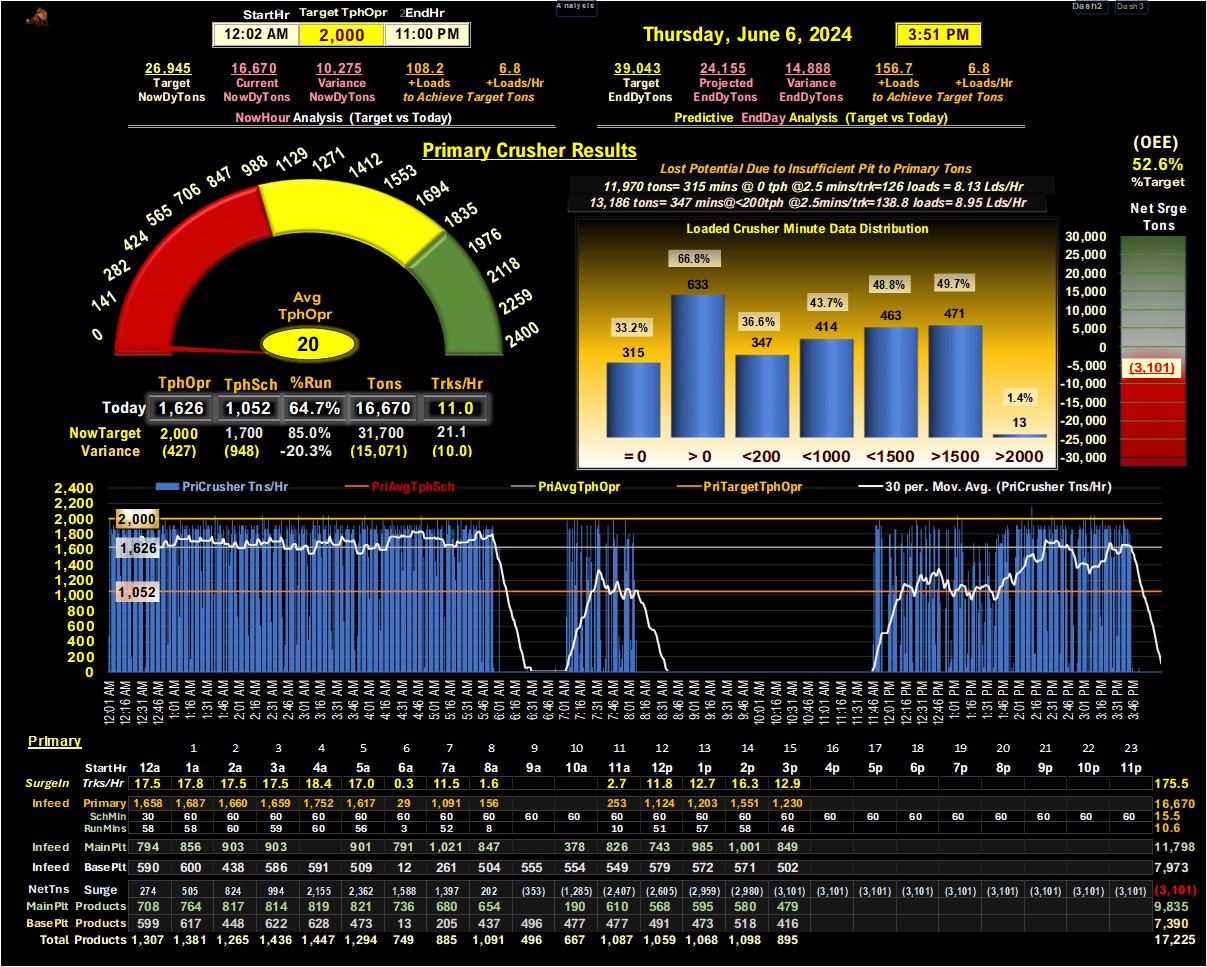 Analysis
Dash2 Dash3
StartHr Target TphOpr 2EndHr
12:02 AM 2,000 11:00 PM
Thursday, June 6, 2024 3:51 PM
26,945 16,670 10,275 108.2 6.8
Target Current Variance +Loads +Loads/Hr
NowDyTons NowDyTons NowDyTons to Achieve Target Tons
NowHour Analysis (Target vs Today)
39,043 24,155 14,888 156.7 6.8
Target Projected Variance +Loads +Loads/Hr
EndDyTons EndDyTons EndDyTons to Achieve Target Tons
Predictive EndDay Analysis (Target vs Today)
Primary Crusher Results
0 141 282 424 565 706 847 988 1129 1271 1412 1553 1694 1835 1976 2118 2259 2400
Avg
TphOpr
20
TphOpr TphSch %Run Tons Trks/Hr
Today 1,626 1,052 64.7% 16,670 11.0
NowTarget 2,000 1,700 85.0% 31,700 21.1
Variance (427) (948) -20.3% (15,071) (10.0)
Lost Potential Due to Insufficient Pit to Primary Tons
11,970 tons= 315 mins @ 0 tph @2.5 mins/trk=126 loads = 8.13 Lds/Hr
13,186 tons= 347 mins@<200tph @2.5mins/trk=138.8 loads= 8.95 Lds/Hr
Loaded Crusher Minute Data Distribution
33.2% 66.8% 36.6% 43.7% 48.8% 49.7% 1.4%
315 633 347 414 463 471 13
= 0 > 0 <200 <1000 <1500 >1500 >2000
(OEE)
52.6%
%Target
Net Srge
Tons
30,000
25,000
20,000
15,000
10,000
5,000
0
-5,000
(3,101)
-10,000
-15,000
-20,000
-25,000
-30,000
PriCrusher Tns/Hr PriAvgTphSch PriAvgTphOpr PriTargetTphOpr 30 per. Mov. Avg. (PriCrusher Tns/Hr)
2,400
2,200
2,000
1,800
1,600
1,400
1,200
1,000
800
600
400
200
0
2,000
1,626
1,052
12:01 AM 12:16 AM 12:31 AM 12:46 AM 1:01 AM 1:16 AM 1:31 AM 1:46 AM 2:01 AM 2:16 AM 2:31 AM 2:46 AM 3:01 AM 3:16 AM 3:31 AM 3:46 AM 4:01 AM 4:16 AM 4:31 AM 4:46 AM 5:01 AM 5:16 AM 5:31 AM 5:46 AM 6:01 AM 6:16 AM 6:31 AM 6:46 AM 7:01 AM 7:16 AM 7:31 AM 7:46 AM 8:01 AM 8:16 AM 8:31 AM 8:46 AM 9:01 AM 9:16 AM 9:31 AM 9:46 AM 10:01 AM 10:16 AM 10:31 AM 10:46 AM 11:01 AM 11:16 AM 11:31 AM 11:46 AM 12:01 PM 12:16 PM 12:31 PM 12:46 PM 1:01 PM 1:16 PM 1:31 PM 1:46 PM 2:01 PM 2:16 PM 2:31 PM 2:46 PM 3:01 PM 3:16 PM 3:31 PM 3:46 PM
Primary
1 2 3 4 5 6 7 8 9 10 11 12 13 14 15 16 17 18 19 20 21 22 23
StartHr 12a 1a 2a 3a 4a 5a 6a 7a 8a 9a 10a 11a 12p 1p 2p 3p 4p 5p 6p 7p 8p 9p 10p 11p
SurgeIn Trks/Hr 17.5 17.8 17.5 17.5 18.4 17.0 0.3 11.5 1.6 2.7 11.8 12.7 16.3 12.9 175.5
Infeed Primary 1,658 1,687 1,660 1,659 1,752 1,617 29 1,091 156 253 1,124 1,203 1,551 1,230 16,670
SchMin 30 60 60 60 60 60 60 60 60 60 60 60 60 60 60 60 60 60 60 60 60 60 60 60 15.5
RunMins 58 58 60 59 60 56 3 52 8 10 51 57 58 46 10.6
Infeed MainPlt 794 856 903 903 901 791 1,021 847 378 826 743 985 1,001 849 11,798
Infeed BasePlt 590 600 438 586 591 509 12 261 504 555 554 549 579 572 571 502 7,973
NetTns Surge 274 505 824 994 2,155 2,362 1,588 1,397 202 (353) (1,285) (2,407) (2,605) (2,959) (2,980) (3,101) (3,101) (3,101) (3,101) (3,101) (3,101) (3,101) (3,101) (3,101) (3,101)
MainPlt Products 708 764 817 814 819 821 736 680 654 190 610 568 595 580 479 9,835
BasePlt Products 599 617 448 622 628 473 13 205 437 496 477 477 491 473 518 416 7,390
Total Products 1,307 1,381 1,265 1,436 1,447 1,294 749 885 1,091 496 667 1,087 1,059 1,068 1,098 895 17,225